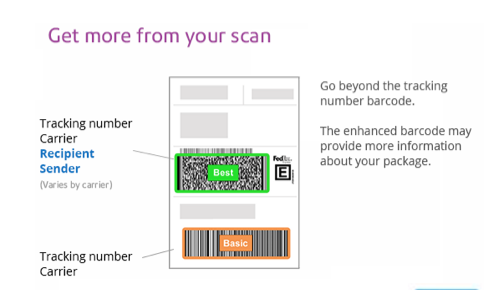 Get more from your scan
Go beyond the tracking
number barcode.
The enhanced barcode may
provide more information
about your package.
Tracking number
Carrier
Recipient
Sender
(Varies by carrier)
Best
FedEx
E
Basic
Tracking number
Carrier